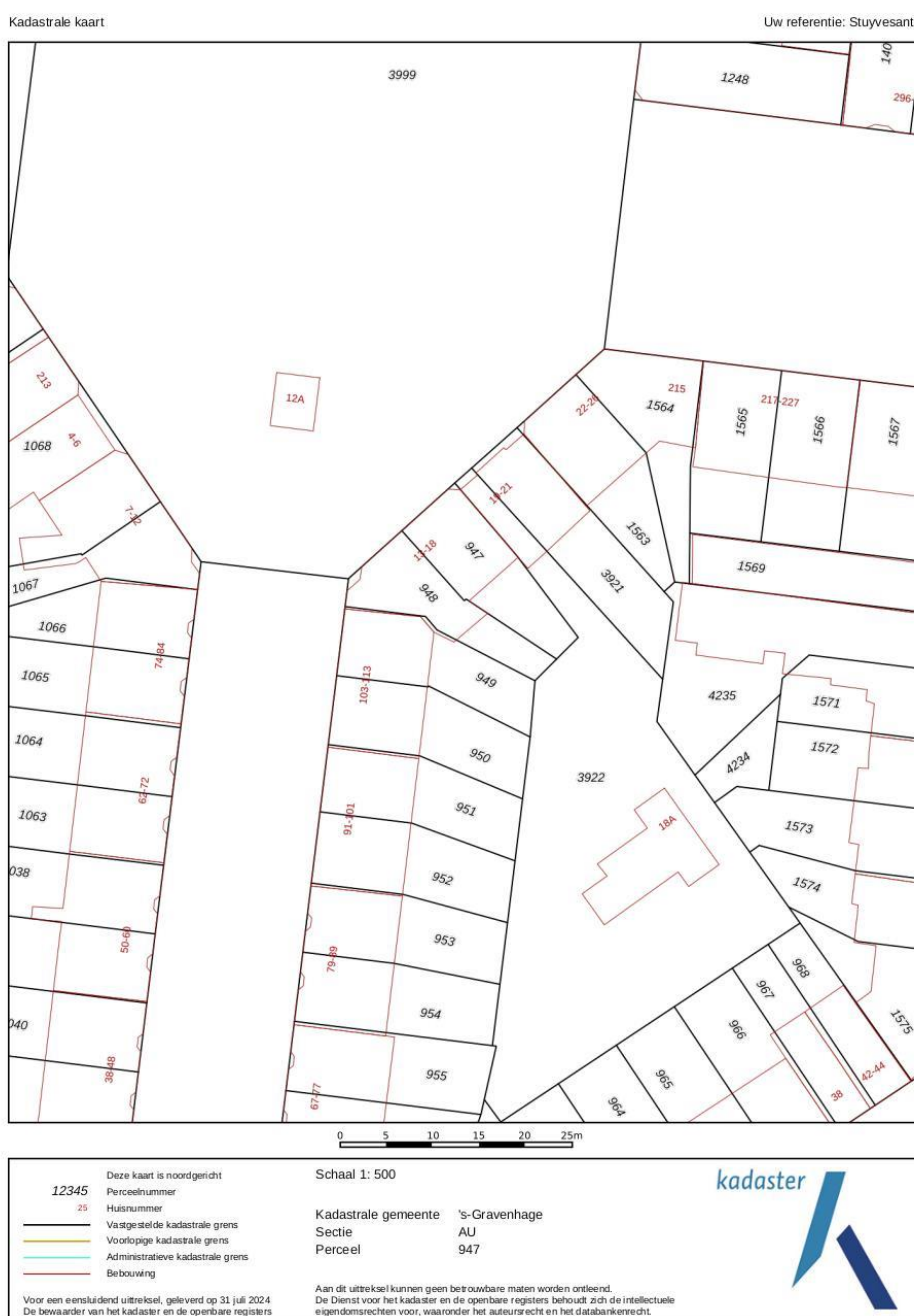 Kadastrale kaart
Uw referentie: Stuyvesant
3999
1248
140
296-
12A
213
4-6
1068
7-12
1067
1066
1065
1064
1063
038
040
74-84
62-72
50-60
38-48
22-26
1564
215
217-227
1565
1566
1567
19-21
947
13-18
948
1563
3921
1569
103-113
949
950
951
91-101
952
953
79-89
954
955
67-77
3922
18A
4235
4234
1571
1572
1573
1574
1575
968
967
966
965
964
38
42-44
0 5 10 15 20 25m
Deze kaart is noordgericht
12345 Perceelnummer
25 Huisnummer
Vastgestelde kadastrale grens
Voorlopige kadastrale grens
Administratieve kadastrale grens
Bebouwing
Voor een eensluidend uittreksel, geleverd op 31 juli 2024
De bewaarder van het kadaster en de openbare registers
Schaal 1: 500
Kadastrale gemeente 's-Gravenhage
Sectie AU
Perceel 947
Aan dit uittreksel kunnen geen betrouwbare maten worden ontleend.
De Dienst voor het kadaster en de openbare registers behoudt zich de intellectuele
eigendomsrechten voor, waaronder het auteursrecht en het databankenrecht.
kadaster